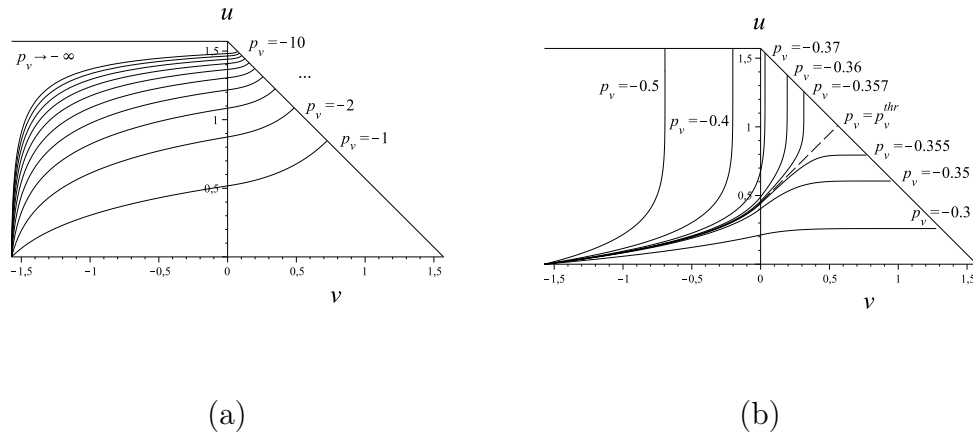 u
u
p_v → − ∞
1,5
p_v = −10
...
p_v = −2
p_v = −1
1
0,5
−1,5
−1
−0,5
0
0,5
1
1,5
v
1,5
p_v = −0.37
p_v = −0.36
p_v = −0.357
p_v = −0.5
p_v = −0.4
p_v = p_v^thr
1
p_v = −0.355
p_v = −0.35
p_v = −0.3
0,5
−1,5
−1
−0,5
0
0,5
1
1,5
v
(a)
(b)